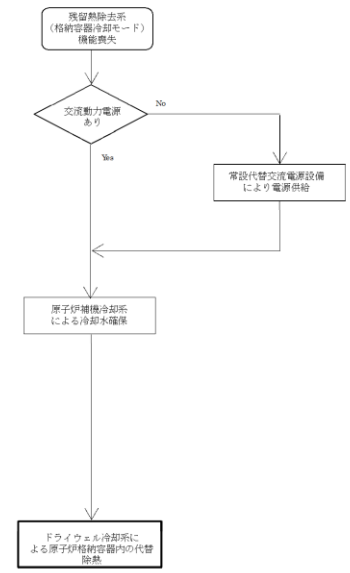 残留熱除去系
（格納容器冷却モード）
機能喪失
交流動力電源
あり
No
Yes
常設代替交流電源設備
により電源供給
原子炉補機冷却系
による冷却水確保
ドライウェル冷却系に
よる原子炉格納容器内の代替
除熱